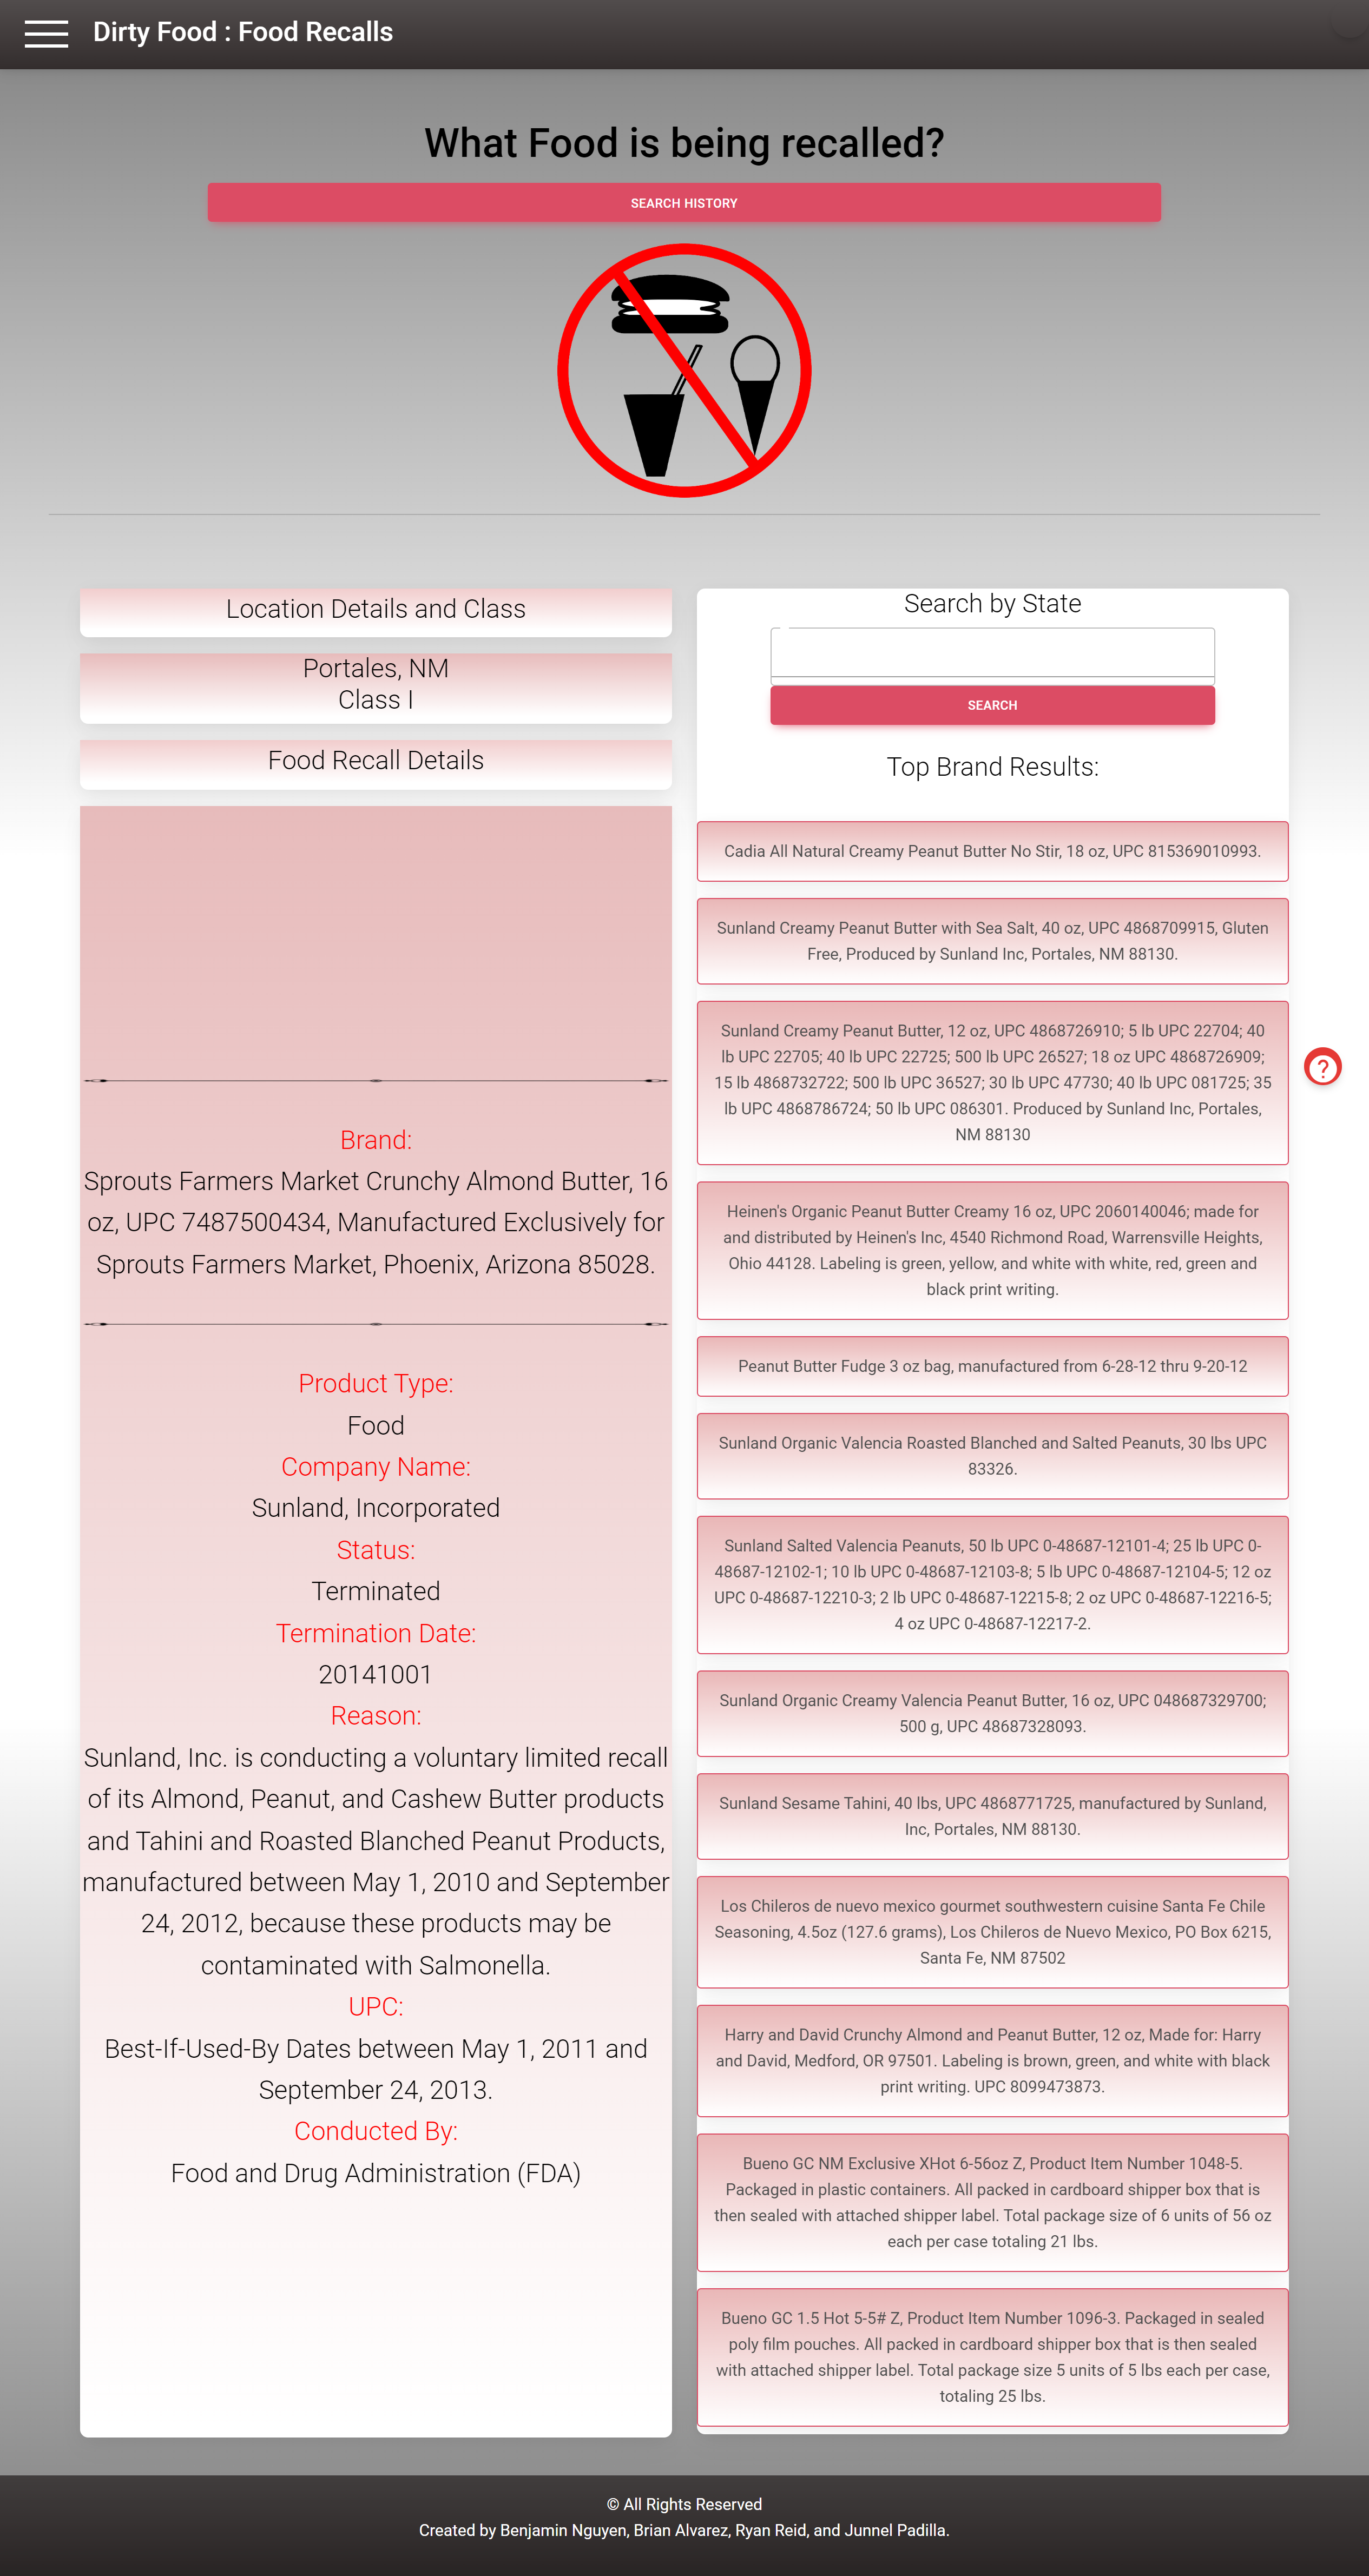 Dirty Food : Food Recalls
What Food is being recalled?
SEARCH HISTORY
Location Details and Class
Portales, NM
Class I
Food Recall Details
Brand:
Sprouts Farmers Market Crunchy Almond Butter, 16
oz, UPC 7487500434, Manufactured Exclusively for
Sprouts Farmers Market, Phoenix, Arizona 85028.
Product Type:
Food
Company Name:
Sunland, Incorporated
Status:
Terminated
Termination Date:
20141001
Reason:
Sunland, Inc. is conducting a voluntary limited recall
of its Almond, Peanut, and Cashew Butter products
and Tahini and Roasted Blanched Peanut Products,
manufactured between May 1, 2010 and September
24, 2012, because these products may be
contaminated with Salmonella.
UPC:
Best-If-Used-By Dates between May 1, 2011 and
September 24, 2013.
Conducted By:
Food and Drug Administration (FDA)
Search by State
SEARCH
Top Brand Results:
Cadia All Natural Creamy Peanut Butter No Stir, 18 oz, UPC 815369010993.
Sunland Creamy Peanut Butter with Sea Salt, 40 oz, UPC 4868709915, Gluten
Free, Produced by Sunland Inc, Portales, NM 88130.
Sunland Creamy Peanut Butter, 12 oz, UPC 4868726910; 5 lb UPC 22704; 40
lb UPC 22705; 40 lb UPC 22725; 500 lb UPC 26527; 18 oz UPC 4868726909;
15 lb 4868732722; 500 lb UPC 36527; 30 lb UPC 47730; 40 lb UPC 081725; 35
lb UPC 4868786724; 50 lb UPC 086301. Produced by Sunland Inc, Portales,
NM 88130
Heinen's Organic Peanut Butter Creamy 16 oz, UPC 2060140046; made for
and distributed by Heinen's Inc, 4540 Richmond Road, Warrensville Heights,
Ohio 44128. Labeling is green, yellow, and white with white, red, green and
black print writing.
Peanut Butter Fudge 3 oz bag, manufactured from 6-28-12 thru 9-20-12
Sunland Organic Valencia Roasted Blanched and Salted Peanuts, 30 lbs UPC
83326.
Sunland Salted Valencia Peanuts, 50 lb UPC 0-48687-12101-4; 25 lb UPC 0-
48687-12102-1; 10 lb UPC 0-48687-12103-8; 5 lb UPC 0-48687-12104-5; 12 oz
UPC 0-48687-12210-3; 2 lb UPC 0-48687-12215-8; 2 oz UPC 0-48687-12216-5;
4 oz UPC 0-48687-12217-2.
Sunland Organic Creamy Valencia Peanut Butter, 16 oz, UPC 048687329700;
500 g, UPC 48687328093.
Sunland Sesame Tahini, 40 lbs, UPC 4868771725, manufactured by Sunland,
Inc, Portales, NM 88130.
Los Chileros de nuevo mexico gourmet southwestern cuisine Santa Fe Chile
Seasoning, 4.5oz (127.6 grams), Los Chileros de Nuevo Mexico, PO Box 6215,
Santa Fe, NM 87502
Harry and David Crunchy Almond and Peanut Butter, 12 oz, Made for: Harry
and David, Medford, OR 97501. Labeling is brown, green, and white with black
print writing. UPC 8099473873.
Bueno GC NM Exclusive XHot 6-56oz Z, Product Item Number 1048-5.
Packaged in plastic containers. All packed in cardboard shipper box that is
then sealed with attached shipper label. Total package size of 6 units of 56 oz
each per case totaling 21 lbs.
Bueno GC 1.5 Hot 5-5# Z, Product Item Number 1096-3. Packaged in sealed
poly film pouches. All packed in cardboard shipper box that is then sealed
with attached shipper label. Total package size 5 units of 5 lbs each per case,
totaling 25 lbs.
?
© All Rights Reserved
Created by Benjamin Nguyen, Brian Alvarez, Ryan Reid, and Junnel Padilla.